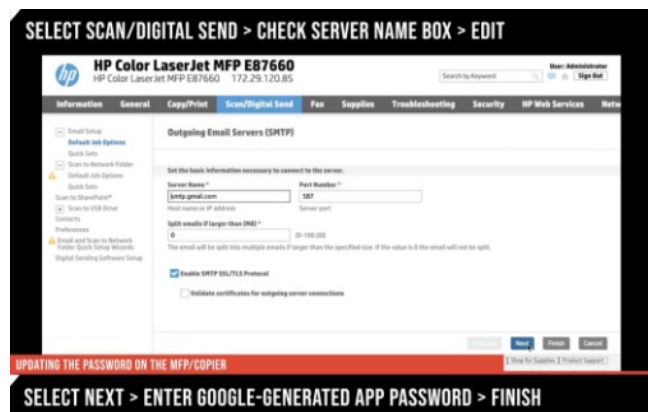 SELECT SCAN/DIGITAL SEND > CHECK SERVER NAME BOX > EDIT
HP Color LaserJet MFP E87660
HP Color LaserJet MFP E87660 172.29.120.85
User: Administrator
Search by Keyword
Sign Out
Information General Copy/Print Scan/Digital Send Fax Supplies Troubleshooting Security HP Web Services Netw
Email Setup
Default Job Options
Quick Sets
Scan to Network Folder
Default Job Options
Quick Sets
Scan to SharePoint®
Scan to USB Drive
Contacts
Preferences
Email and Scan to Network
Folder Quick Setup Wizards
Digital Sending Software Setup
Outgoing Email Servers (SMTP)
Set the basic information necessary to connect to the server.
Server Name * Port Number *
smtp.gmail.com 587
Host name or IP address Server port
Split emails if larger than (MB) *
0 (0-100.00)
The email will be split into multiple emails if larger than the specified size. If the value is 0 the email will not be split.
Enable SMTP SSL/TLS Protocol
Validate certificates for outgoing server connections
Next Finish Cancel
Shop for Supplies | Product Support
UPDATING THE PASSWORD ON THE MFP/COPIER
SELECT NEXT > ENTER GOOGLE-GENERATED APP PASSWORD > FINISH